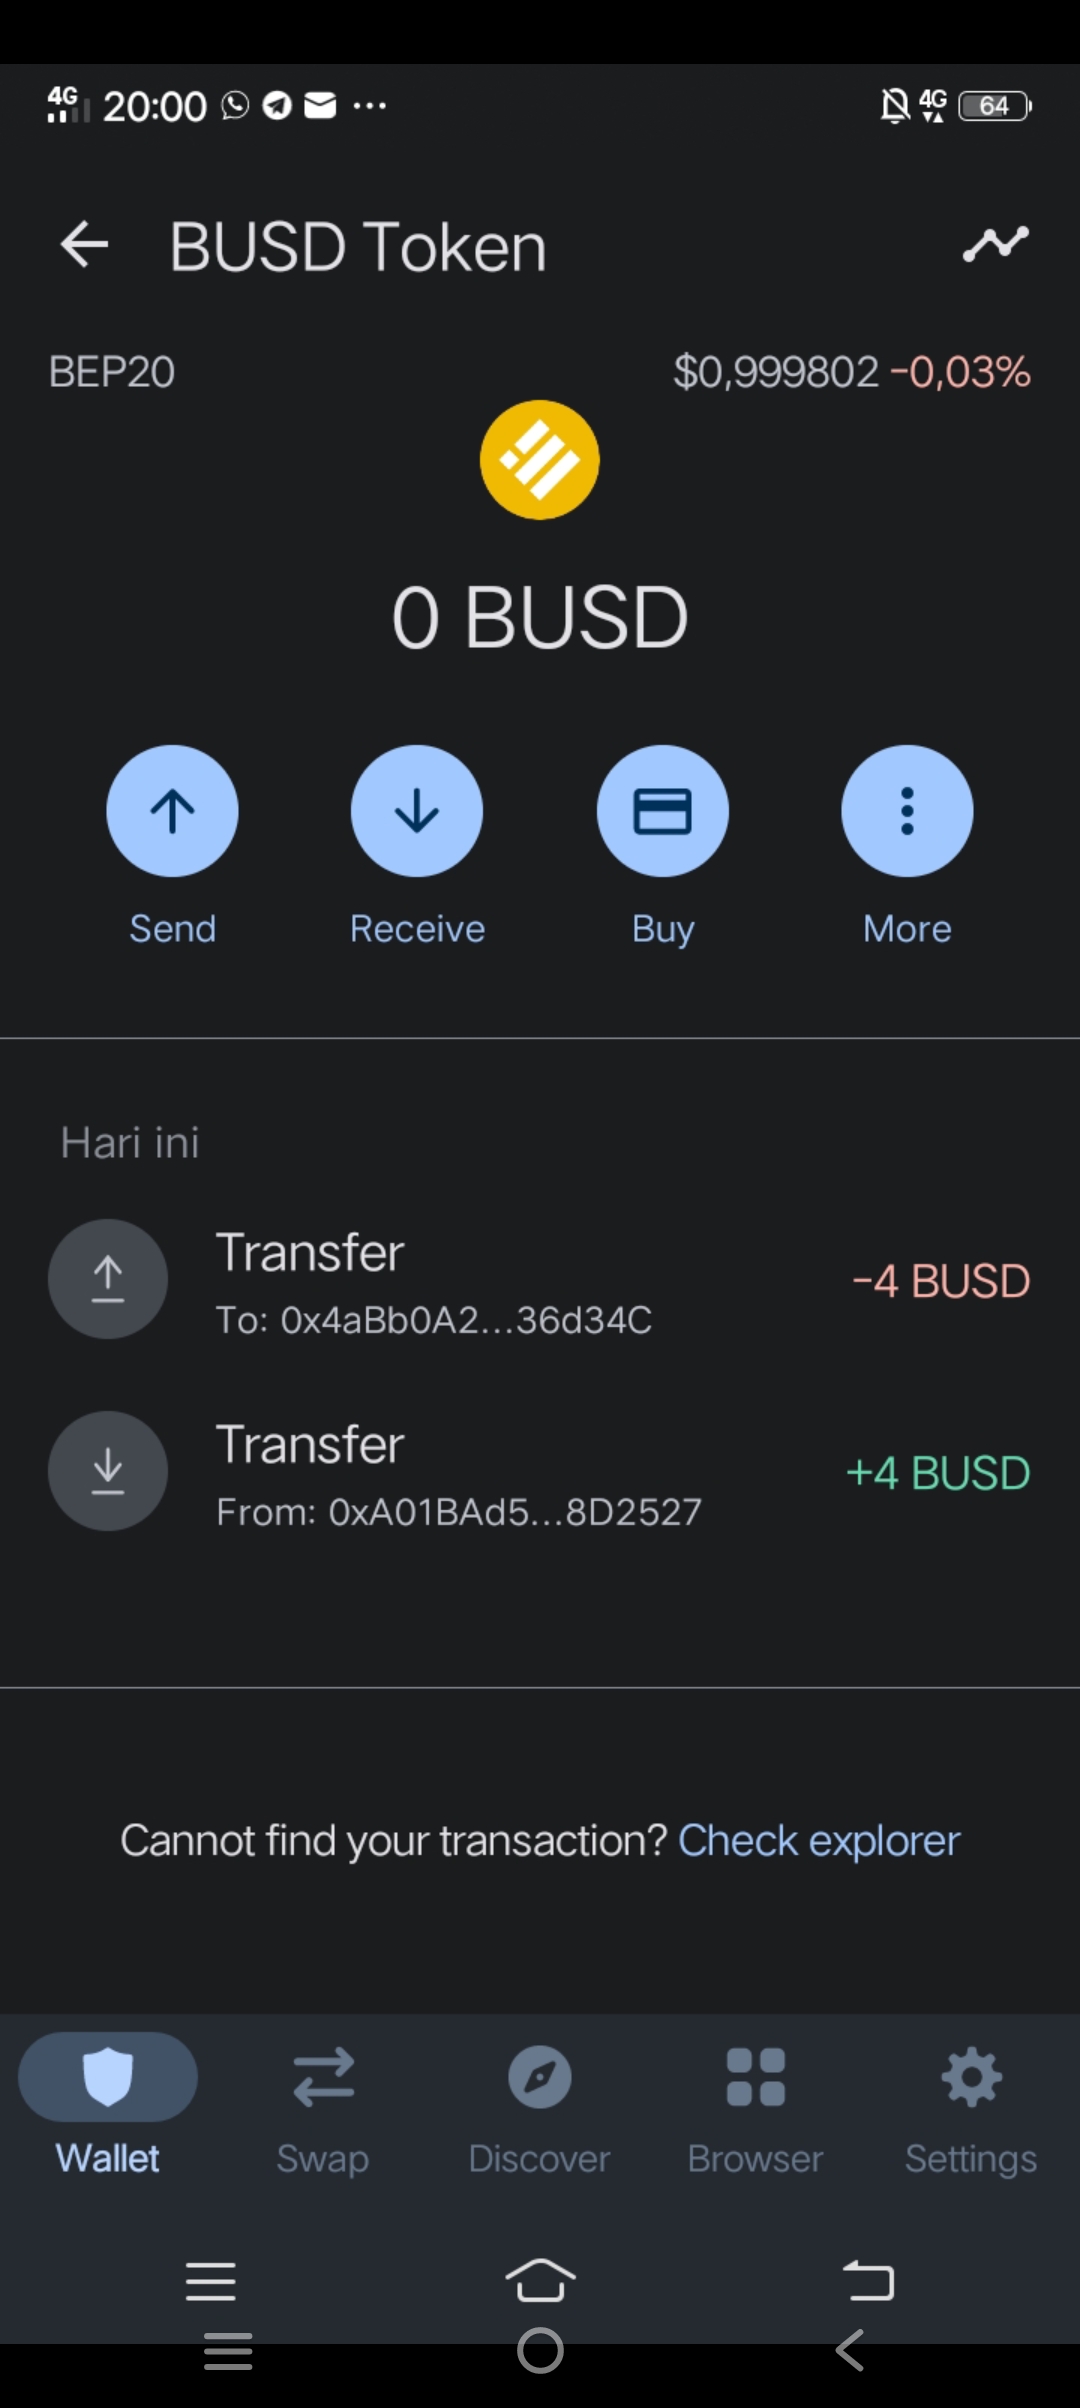 4G 20:00 ... 4G 64
BUSD Token
BEP20 $0,999802 -0,03%
0 BUSD
Send Receive Buy More
Hari ini
Transfer
To: 0x4aBb0A2...36d34C -4 BUSD
Transfer
From: 0xA01BAd5...8D2527 +4 BUSD
Cannot find your transaction? Check explorer
Wallet Swap Discover Browser Settings